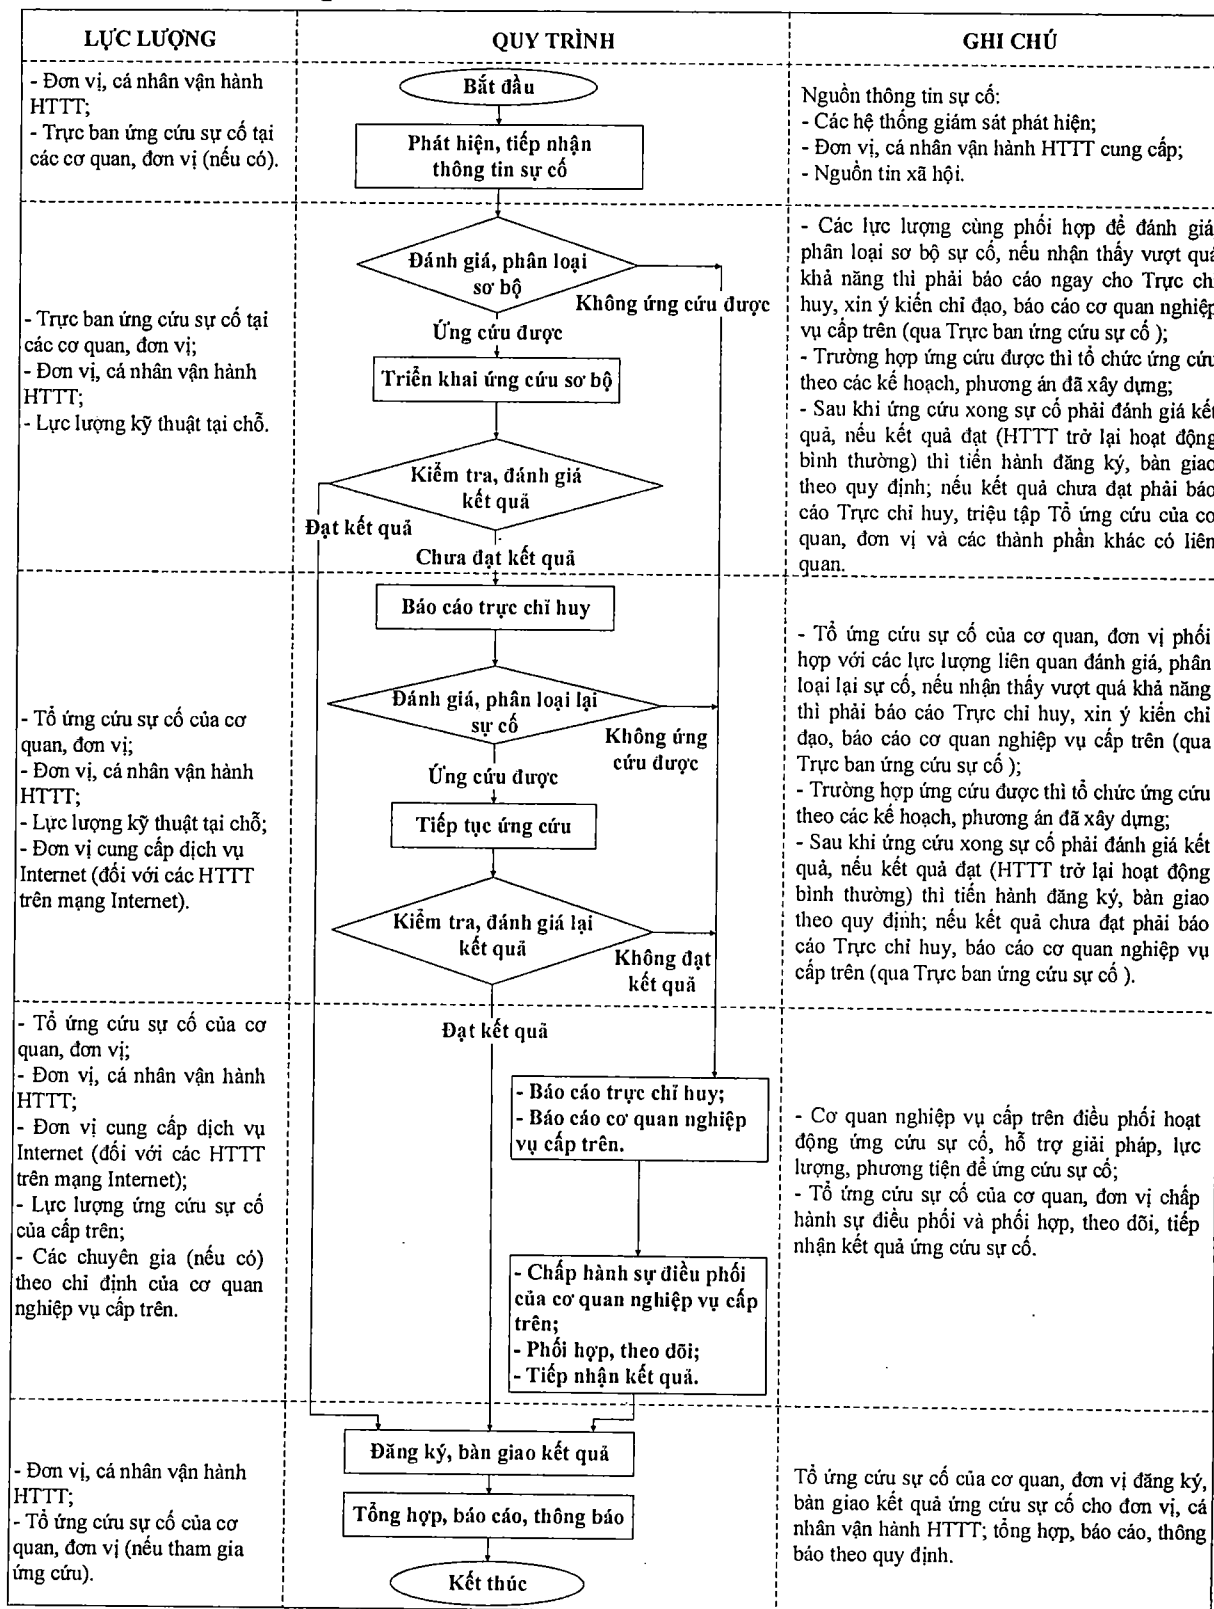 LỰC LƯỢNG
QUY TRÌNH
GHI CHÚ
- Đơn vị, cá nhân vận hành
HTTT;
- Trực ban ứng cứu sự cố tại
các cơ quan, đơn vị (nếu có).
Bắt đầu
Phát hiện, tiếp nhận
thông tin sự cố
Nguồn thông tin sự cố:
- Các hệ thống giám sát phát hiện;
- Đơn vị, cá nhân vận hành HTTT cung cấp;
- Nguồn tin xã hội.
- Trực ban ứng cứu sự cố tại
các cơ quan, đơn vị;
- Đơn vị, cá nhân vận hành
HTTT;
- Lực lượng kỹ thuật tại chỗ.
Đánh giá, phân loại
sơ bộ
Không ứng cứu được
Ứng cứu được
Triển khai ứng cứu sơ bộ
Kiểm tra, đánh giá
kết quả
Đạt kết quả
Chưa đạt kết quả
- Các lực lượng cùng phối hợp để đánh giá
phân loại sơ bộ sự cố, nếu nhận thấy vượt quá
khả năng thì phải báo cáo ngay cho Trực chỉ
huy, xin ý kiến chỉ đạo, báo cáo cơ quan nghiệp
vụ cấp trên (qua Trực ban ứng cứu sự cố );
- Trường hợp ứng cứu được thì tổ chức ứng cứu
theo các kế hoạch, phương án đã xây dựng;
- Sau khi ứng cứu xong sự cố phải đánh giá kết
quả, nếu kết quả đạt (HTTT trở lại hoạt động
bình thường) thì tiến hành đăng ký, bàn giao
theo quy định; nếu kết quả chưa đạt phải báo
cáo Trực chỉ huy, triệu tập Tổ ứng cứu của cơ
quan, đơn vị và các thành phần khác có liên
quan.
- Tổ ứng cứu sự cố của cơ
quan, đơn vị;
- Đơn vị, cá nhân vận hành
HTTT;
- Lực lượng kỹ thuật tại chỗ;
- Đơn vị cung cấp dịch vụ
Internet (đối với các HTTT
trên mạng Internet).
Báo cáo trực chỉ huy
Đánh giá, phân loại lại
sự cố
Không ứng
cứu được
Ứng cứu được
Tiếp tục ứng cứu
Kiểm tra, đánh giá lại
kết quả
Không đạt
kết quả
- Tổ ứng cứu sự cố của cơ quan, đơn vị phối
hợp với các lực lượng liên quan đánh giá, phân
loại lại sự cố, nếu nhận thấy vượt quá khả năng
thì phải báo cáo Trực chỉ huy, xin ý kiến chỉ
đạo, báo cáo cơ quan nghiệp vụ cấp trên (qua
Trực ban ứng cứu sự cố );
- Trường hợp ứng cứu được thì tổ chức ứng cứu
theo các kế hoạch, phương án đã xây dựng;
- Sau khi ứng cứu xong sự cố phải đánh giá kết
quả, nếu kết quả đạt (HTTT trở lại hoạt động
bình thường) thì tiến hành đăng ký, bàn giao
theo quy định; nếu kết quả chưa đạt phải báo
cáo Trực chỉ huy, báo cáo cơ quan nghiệp vụ
cấp trên (qua Trực ban ứng cứu sự cố ).
- Tổ ứng cứu sự cố của cơ
quan, đơn vị;
- Đơn vị, cá nhân vận hành
HTTT;
- Đơn vị cung cấp dịch vụ
Internet (đối với các HTTT
trên mạng Internet);
- Lực lượng ứng cứu sự cố
của cấp trên;
- Các chuyên gia (nếu có)
theo chỉ định của cơ quan
nghiệp vụ cấp trên.
Đạt kết quả
- Báo cáo trực chỉ huy;
- Báo cáo cơ quan nghiệp
vụ cấp trên.
- Chấp hành sự điều phối
của cơ quan nghiệp vụ cấp
trên;
- Phối hợp, theo dõi;
- Tiếp nhận kết quả.
- Cơ quan nghiệp vụ cấp trên điều phối hoạt
động ứng cứu sự cố, hỗ trợ giải pháp, lực
lượng, phương tiện để ứng cứu sự cố;
- Tổ ứng cứu sự cố của cơ quan, đơn vị chấp
hành sự điều phối và phối hợp, theo dõi, tiếp
nhận kết quả ứng cứu sự cố.
- Đơn vị, cá nhân vận hành
HTTT;
- Tổ ứng cứu sự cố của cơ
quan, đơn vị (nếu tham gia
ứng cứu).
Đăng ký, bàn giao kết quả
Tổng hợp, báo cáo, thông báo
Kết thúc
Tổ ứng cứu sự cố của cơ quan, đơn vị đăng ký,
bàn giao kết quả ứng cứu sự cố cho đơn vị, cá
nhân vận hành HTTT; tổng hợp, báo cáo, thông
báo theo quy định.